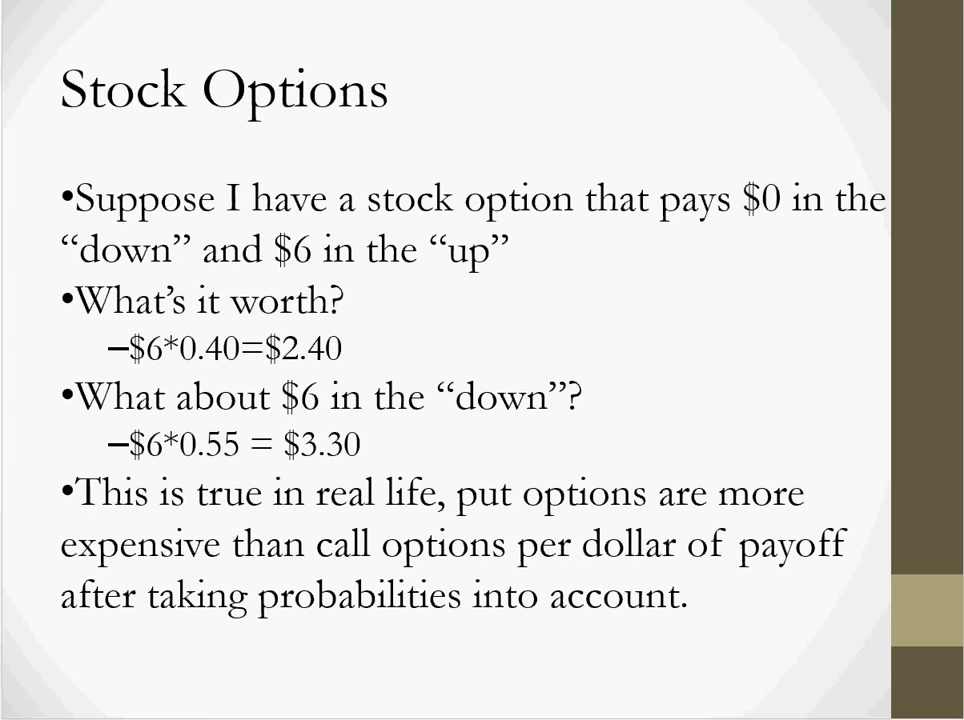 Stock Options
•Suppose I have a stock option that pays $0 in the
“down” and $6 in the “up”
•What’s it worth?
–$6*0.40=$2.40
•What about $6 in the “down”?
–$6*0.55 = $3.30
•This is true in real life, put options are more
expensive than call options per dollar of payoff
after taking probabilities into account.